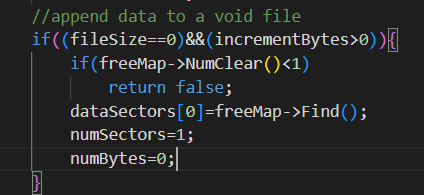 //append data to a void file
if((fileSize==0)&&(incrementBytes>0)){
if(freeMap->NumClear()<1)
return false;
dataSectors[0]=freeMap->Find();
numSectors=1;
numBytes=0;
}